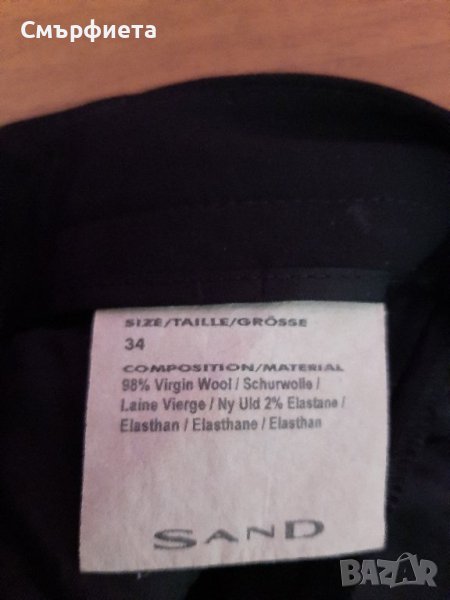 Смърфиета
SIZE/TAILLE/GRÖSSE
34
COMPOSITION/MATERIAL
98% Virgin Wool / Schurwolle /
Laine Vierge / Ny Uld 2% Elastane /
Elasthan / Elasthane / Elasthan
SAND
BAZAR